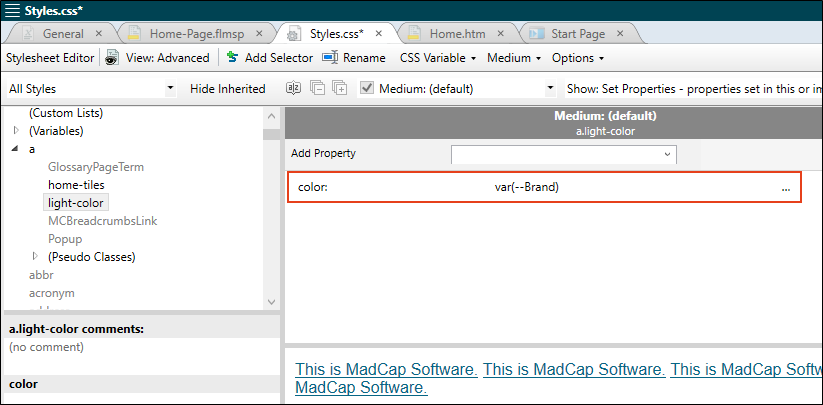 Styles.css*
General Home-Page.flmsp Styles.css* Home.htm Start Page
Stylesheet Editor View: Advanced Add Selector Rename CSS Variable Medium Options
All Styles Hide Inherited Medium: (default) Show: Set Properties - properties set in this or im
(Custom Lists)
(Variables)
a
GlossaryPageTerm
home-tiles
light-color
MCBreadcrumbsLink
Popup
(Pseudo Classes)
abbr
acronym
Medium: (default)
a.light-color
Add Property
color: var(--Brand) ...
a.light-color comments:
(no comment)
color
This is MadCap Software. This is MadCap Software. This is MadCap Softw
MadCap Software.